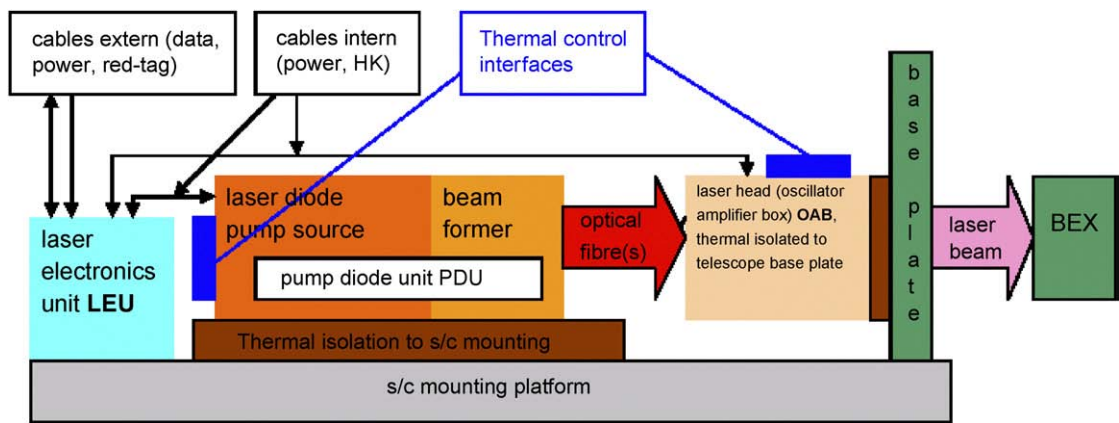 cables extern (data,
power, red-tag)
cables intern
(power, HK)
Thermal control
interfaces
base plate
laser
electronics
unit LEU
laser diode
pump source
beam
former
pump diode unit PDU
optical
fibre(s)
laser head (oscillator
amplifier box) OAB,
thermal isolated to
telescope base plate
laser
beam
BEX
Thermal isolation to s/c mounting
s/c mounting platform